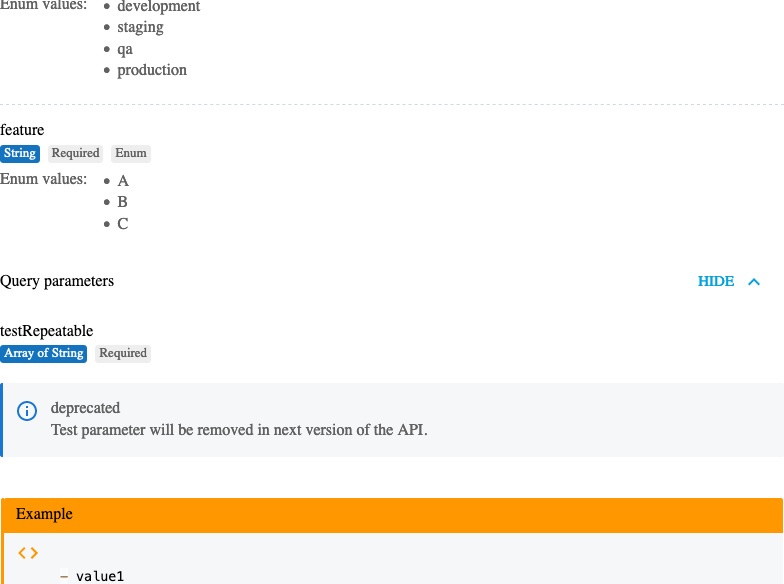 Enum values:
• development
• staging
• qa
• production
feature
String Required Enum
Enum values:
• A
• B
• C
Query parameters HIDE
testRepeatable
Array of String Required
deprecated
Test parameter will be removed in next version of the API.
Example
<>
- value1